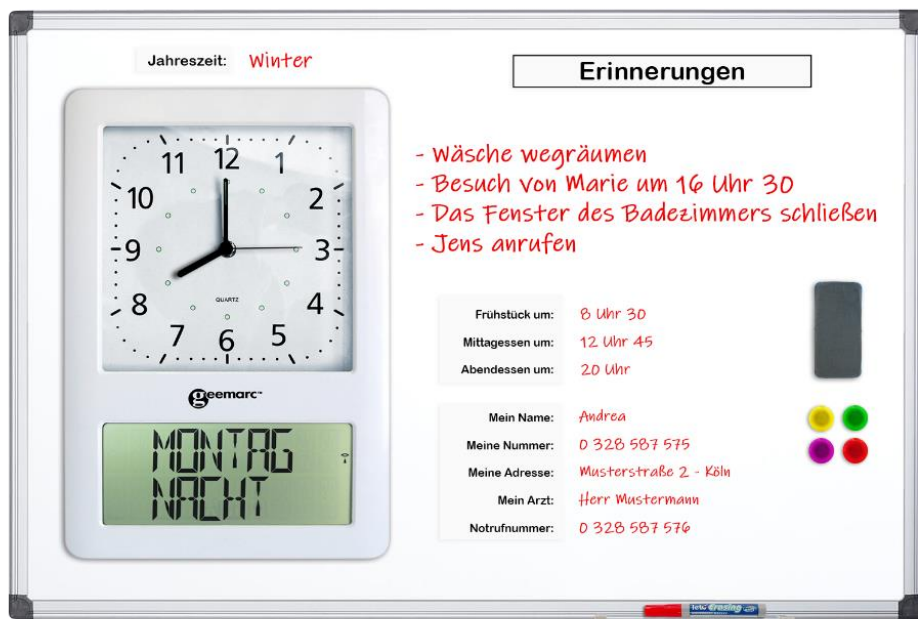 Jahreszeit: Winter
Erinnerungen
11 12 1
10 2
9 3
8 4
7 6 5
QUARTZ
geemarc™
MONTAG
NACHT
- Wäsche wegräumen
- Besuch von Marie um 16 Uhr 30
- Das Fenster des Badezimmers schließen
- Jens anrufen
Frühstück um: 8 Uhr 30
Mittagessen um: 12 Uhr 45
Abendessen um: 20 Uhr
Mein Name: Andrea
Meine Nummer: 0 328 587 575
Meine Adresse: Musterstraße 2 - Köln
Mein Arzt: Herr Mustermann
Notrufnummer: 0 328 587 576